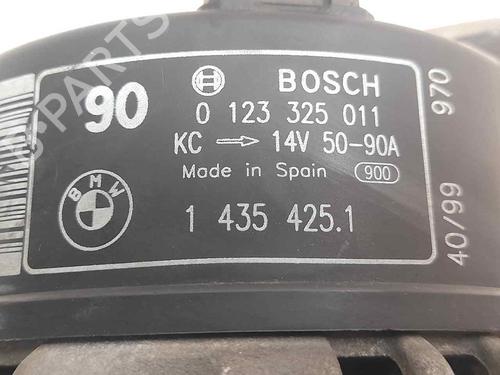 90
BOSCH
0 123 325 011
KC → 14V 50-90A
Made in Spain 900
BMW
1 435 425.1
40/99 970